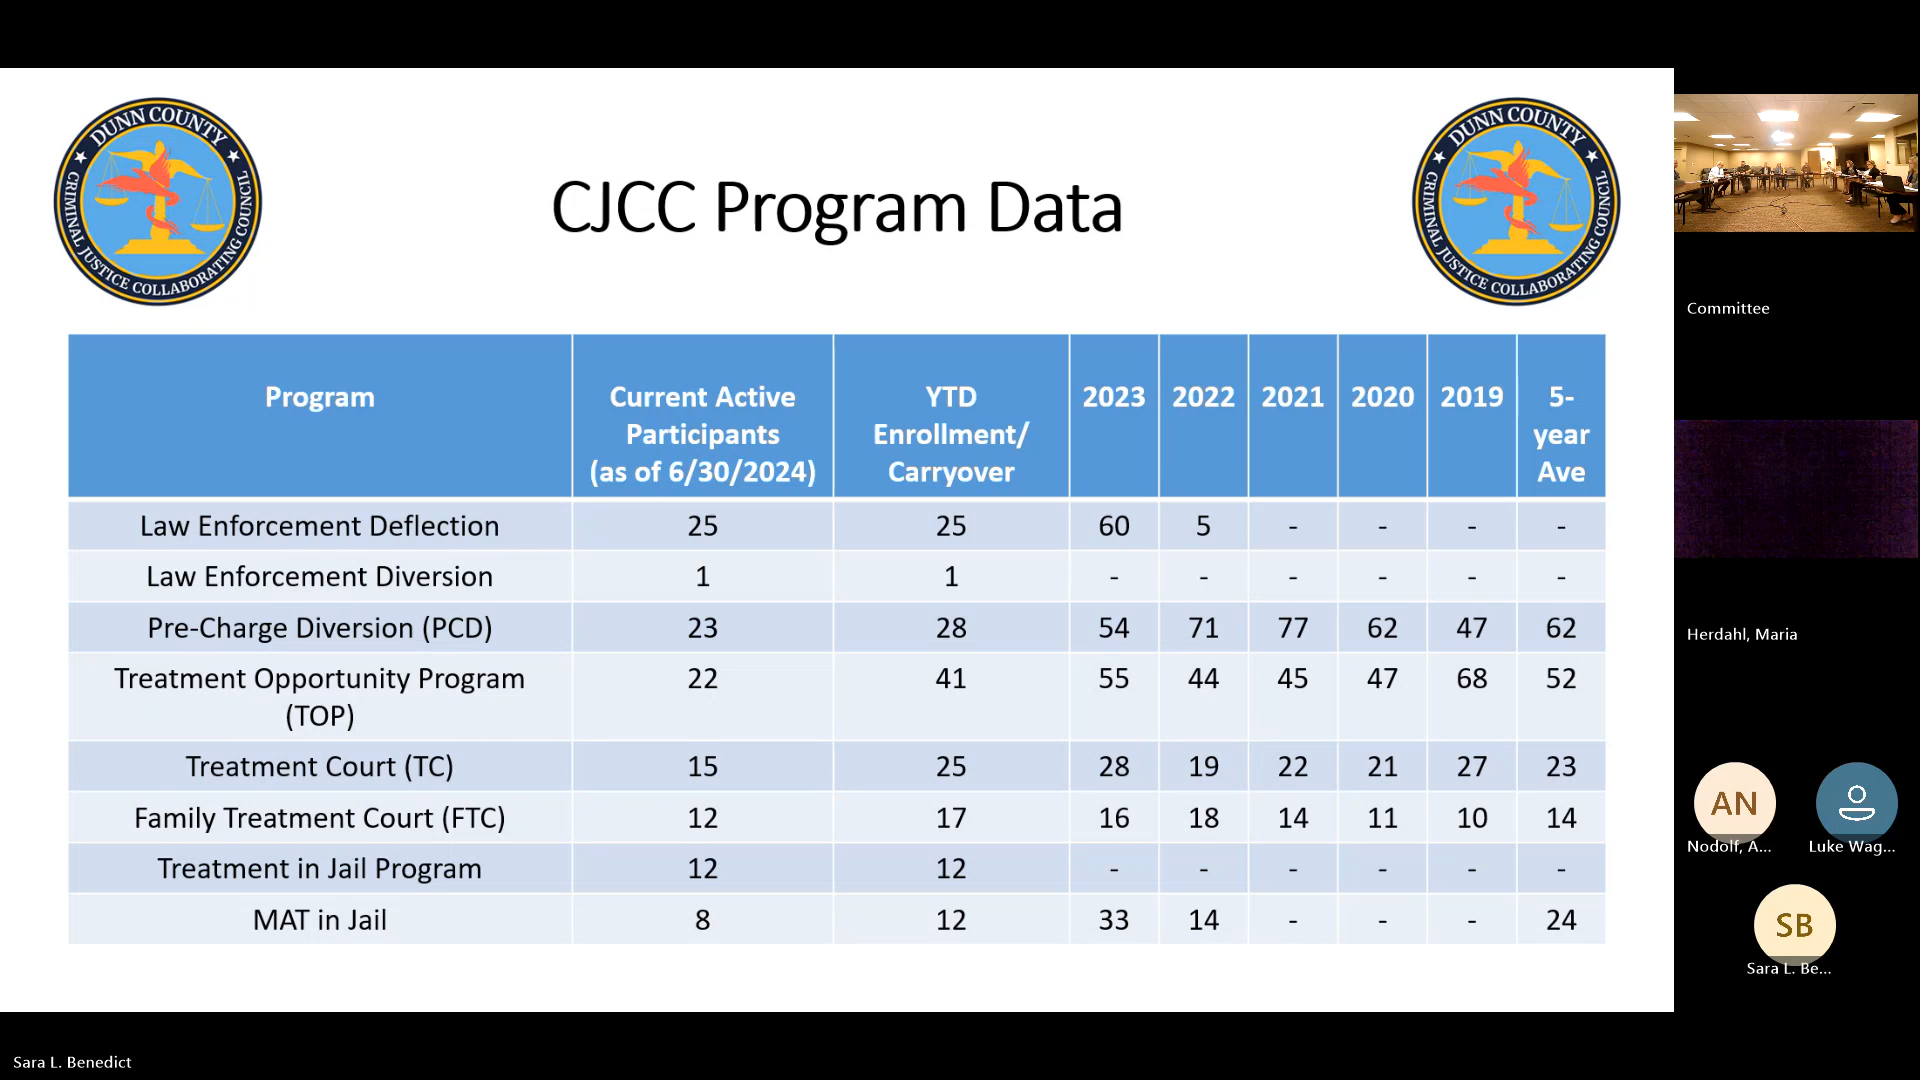 DUNN COUNTY
CRIMINAL JUSTICE COLLABORATING COUNCIL
CJCC Program Data
DUNN COUNTY
CRIMINAL JUSTICE COLLABORATING COUNCIL
Program Current Active Participants (as of 6/30/2024) YTD Enrollment/ Carryover 2023 2022 2021 2020 2019 5-year Ave
Law Enforcement Deflection 25 25 60 5 - - - -
Law Enforcement Diversion 1 1 - - - - - -
Pre-Charge Diversion (PCD) 23 28 54 71 77 62 47 62
Treatment Opportunity Program (TOP) 22 41 55 44 45 47 68 52
Treatment Court (TC) 15 25 28 19 22 21 27 23
Family Treatment Court (FTC) 12 17 16 18 14 11 10 14
Treatment in Jail Program 12 12 - - - - - -
MAT in Jail 8 12 33 14 - - - 24
Committee
Herdahl, Maria
AN
Nodolf, A...
Luke Wag...
SB
Sara L. Be...
Sara L. Benedict